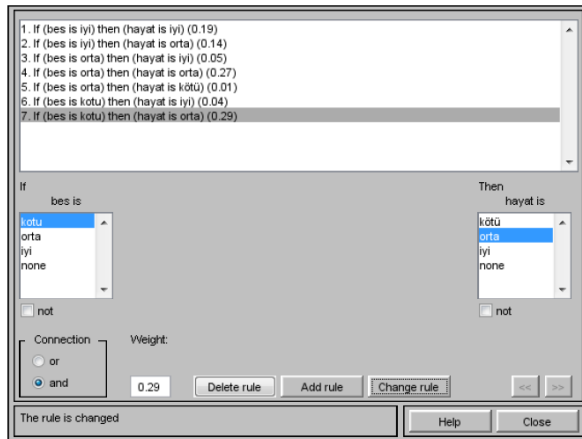 1. If (bes is iyi) then (hayat is iyi) (0.19)
2. If (bes is iyi) then (hayat is orta) (0.14)
3. If (bes is orta) then (hayat is iyi) (0.05)
4. If (bes is orta) then (hayat is orta) (0.27)
5. If (bes is orta) then (hayat is kötü) (0.01)
6. If (bes is kotu) then (hayat is iyi) (0.04)
7. If (bes is kotu) then (hayat is orta) (0.29)
If
Then
bes is
hayat is
kotu
orta
iyi
none
kötü
orta
iyi
none
not
not
Connection
or
and
Weight:
0.29
Delete rule
Add rule
Change rule
<<
>>
The rule is changed
Help
Close